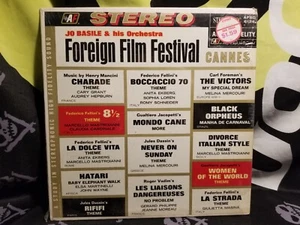 STEREO
JO BASILE & his Orchestra
Foreign Film Festival
CANNES
Music by Henry Mancini
CHARADE
THEME
CARY GRANT
AUDREY HEPBURN
Federico Fellini's
BOCCACCIO 70
THEME
ANITA EKBERG
SOPHIA LOREN
ROMY SCHNEIDER
Carl Foreman's
THE VICTORS
MY SPECIAL DREAM
MELINA MERCOURI
Federico Fellini's
8½
THEME
Gualtiero Jacopetti's
MONDO CANE
MORE
BLACK
ORPHEUS
MANHA DE CARNAVAL
Federico Fellini's
LA DOLCE VITA
THEME
ANITA EKBERG
MARCELLO MASTROIANNI
Jules Dassin's
NEVER ON
SUNDAY
THEME
MELINA MERCOURI
DIVORCE
ITALIAN STYLE
THEME
MARCELLO MASTROIANNI
HATARI
BABY ELEPHANT WALK
ELSA MARTINELLI
JOHN WAYNE
WOMEN OF THE
WORLD
THEME
Jules Dassin's
RIFIFI
THEME
Roger Vadim's
LES LIAISONS
DANGEREUSES
NO PROBLEM
GERARD PHILIPE
JEANNE MOREAU
Federico Fellini's
LA STRADA
THEME
GIULIETTA MASINA